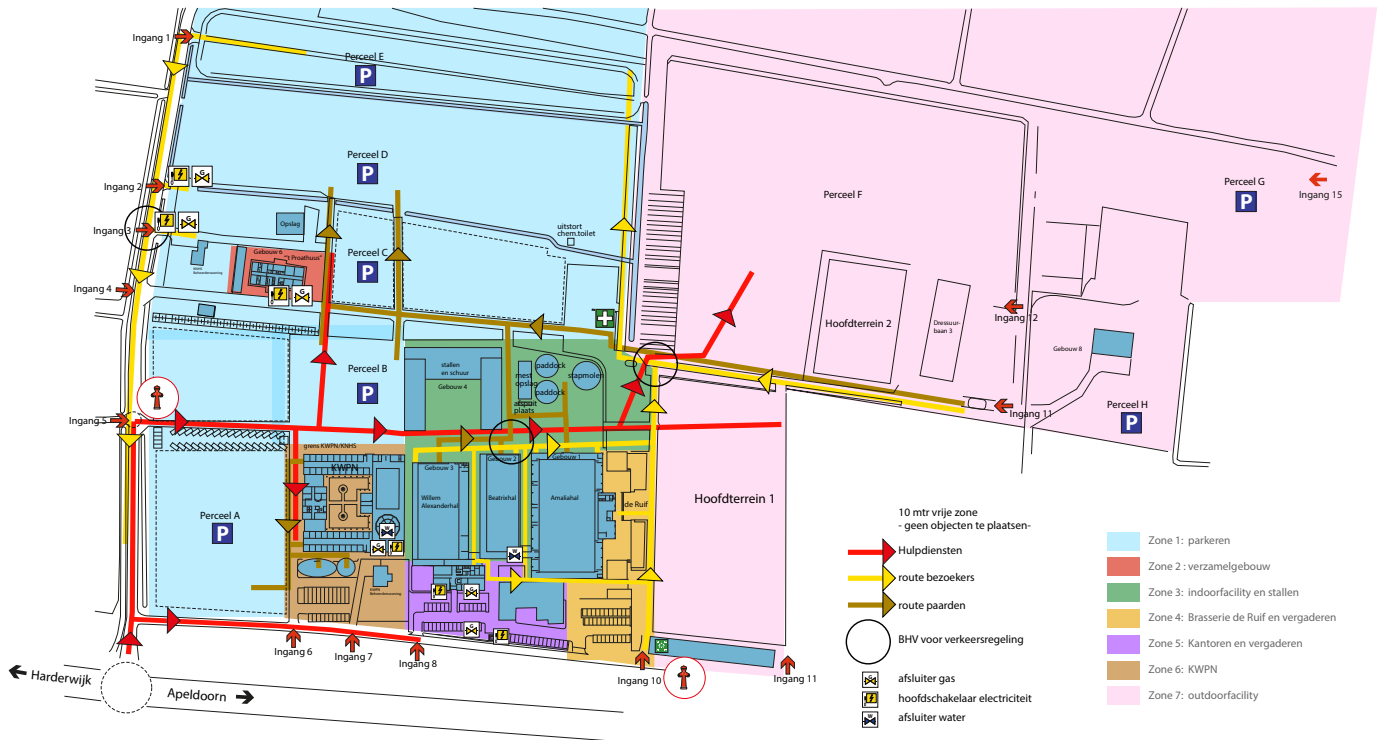 Ingang 1
Perceel E
P
Perceel D
P
Ingang 2
G
Perceel F
Perceel G
P
Ingang 15
Ingang 3
G
Opslag
uitstort
chem.toilet
Gebouw 6
"'t Proathuus"
Perceel C
P
KNHS
Beheerderswoning
Ingang 4
G
Ingang 12
Hoofdterrein 2
Dressuur-
baan 3
Gebouw 8
stallen
en schuur
Gebouw 4
mest
opslag
paddock
paddock
stapmolen
afspuit
plaats
Perceel B
P
Perceel H
P
Ingang 11
Ingang 5
grens KWPN/KNHS
KWPN
Gebouw 3
Gebouw 2
Gebouw 1
Willem
Alexanderhal
Beatrixhal
Amaliahal
de Ruif
Hoofdterrein 1
Perceel A
P
W
G
W
KWPN
Beheerderswoning
G
G
Ingang 6
Ingang 7
Ingang 8
Ingang 10
Ingang 11
Harderwijk
Apeldoorn
10 mtr vrije zone
- geen objecten te plaatsen-
Hulpdiensten
route bezoekers
route paarden
BHV voor verkeersregeling
G
afsluiter gas
hoofdschakelaar electriciteit
W
afsluiter water
Zone 1: parkeren
Zone 2 : verzamelgebouw
Zone 3: indoorfacility en stallen
Zone 4: Brasserie de Ruif en vergaderen
Zone 5: Kantoren en vergaderen
Zone 6: KWPN
Zone 7: outdoorfacility